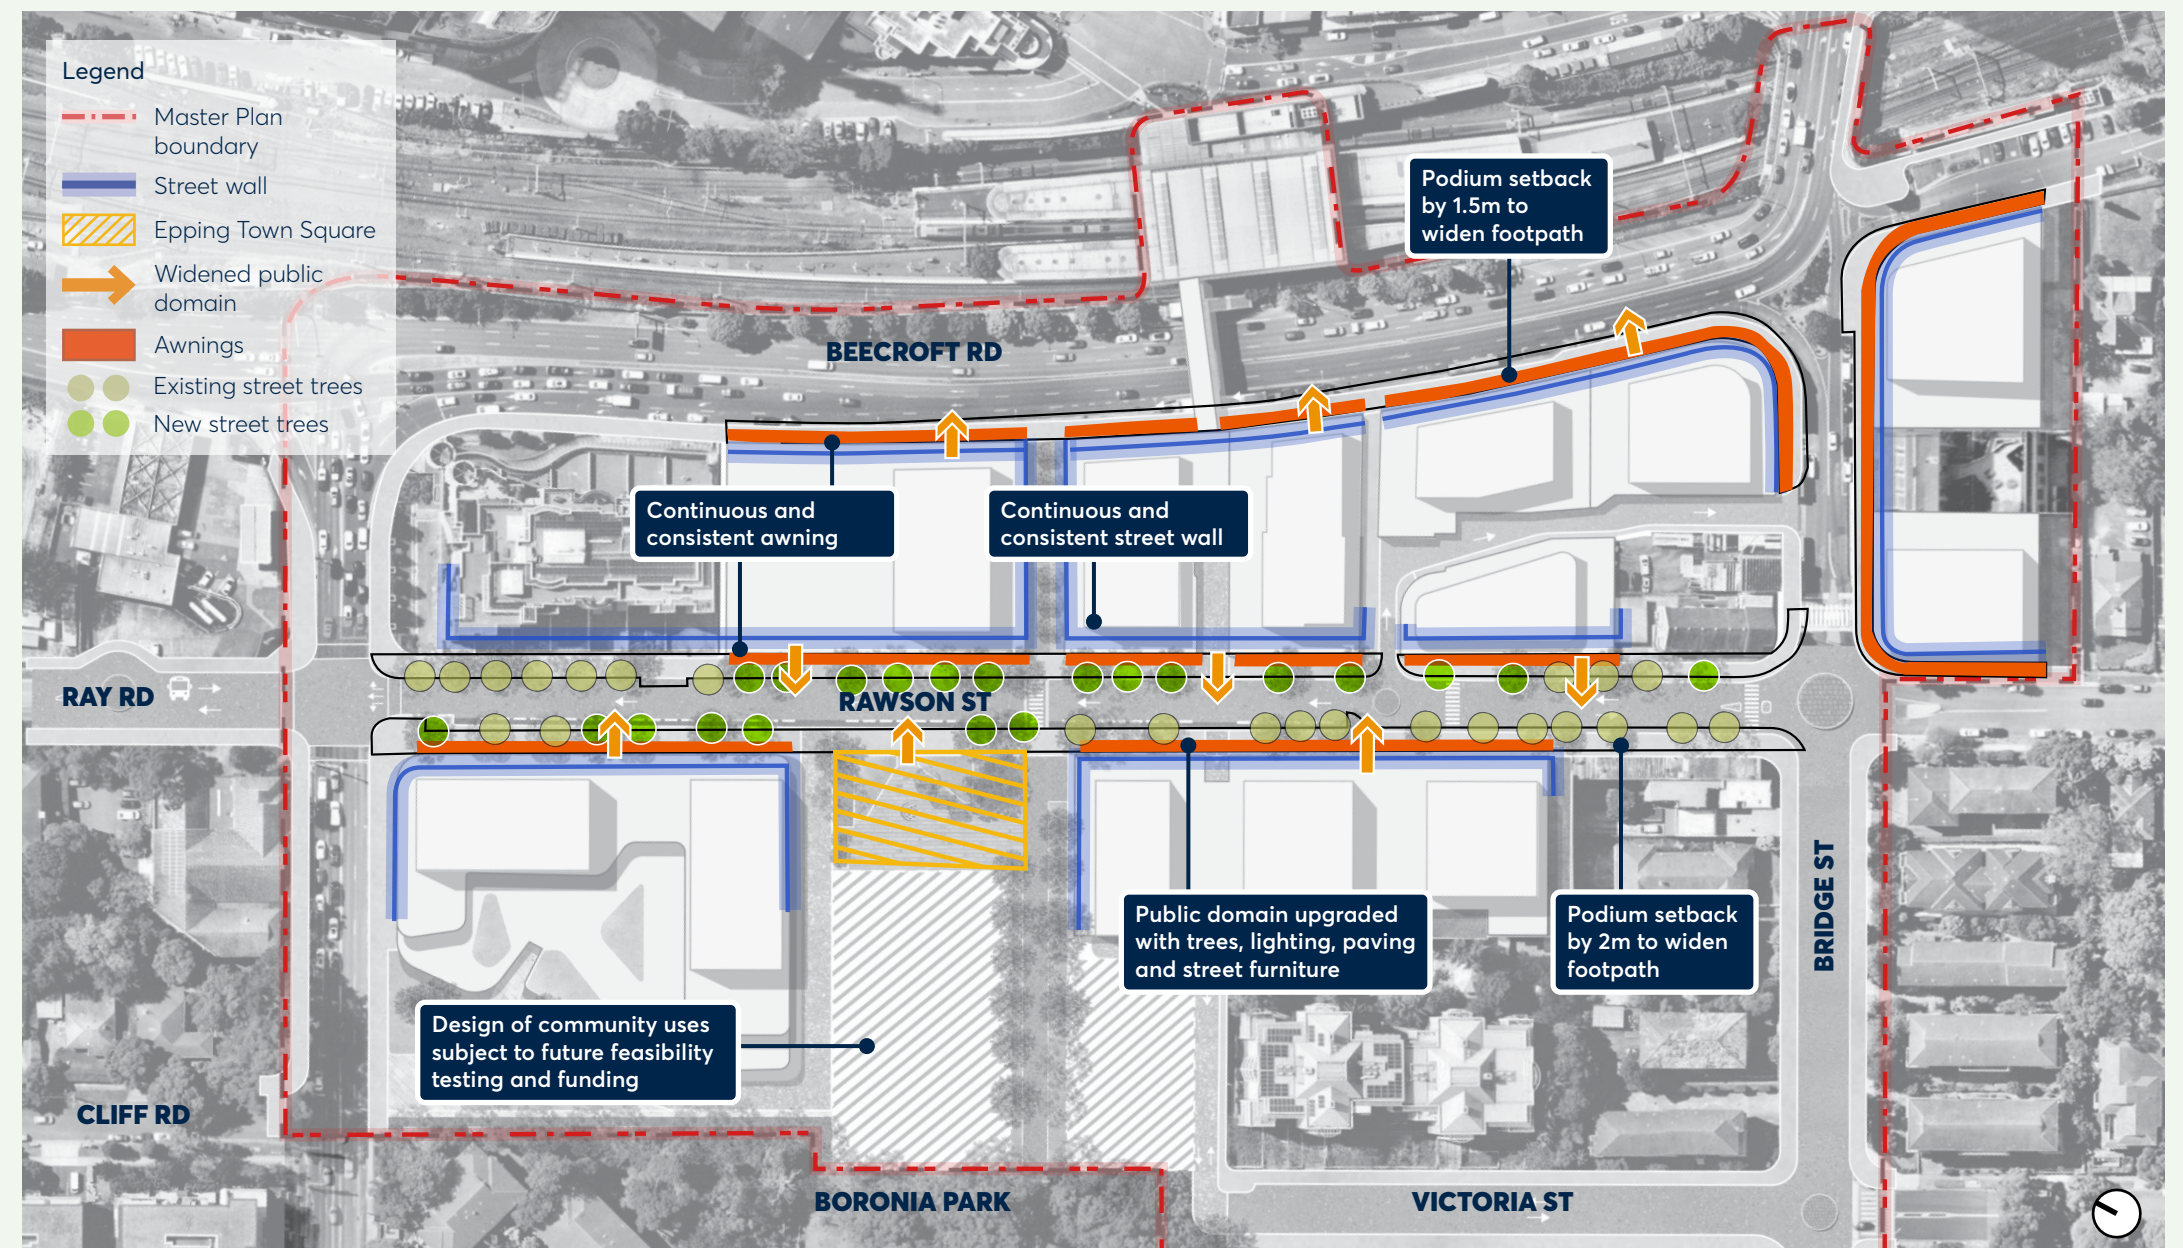 Legend
Master Plan
boundary
Street wall
Epping Town Square
Widened public
domain
Awnings
Existing street trees
New street trees
Podium setback
by 1.5m to
widen footpath
BEECROFT RD
Continuous and
consistent awning
Continuous and
consistent street wall
RAY RD
RAWSON ST
Public domain upgraded
with trees, lighting, paving
and street furniture
Podium setback
by 2m to widen
footpath
BRIDGE ST
Design of community uses
subject to future feasibility
testing and funding
CLIFF RD
BORONIA PARK
VICTORIA ST